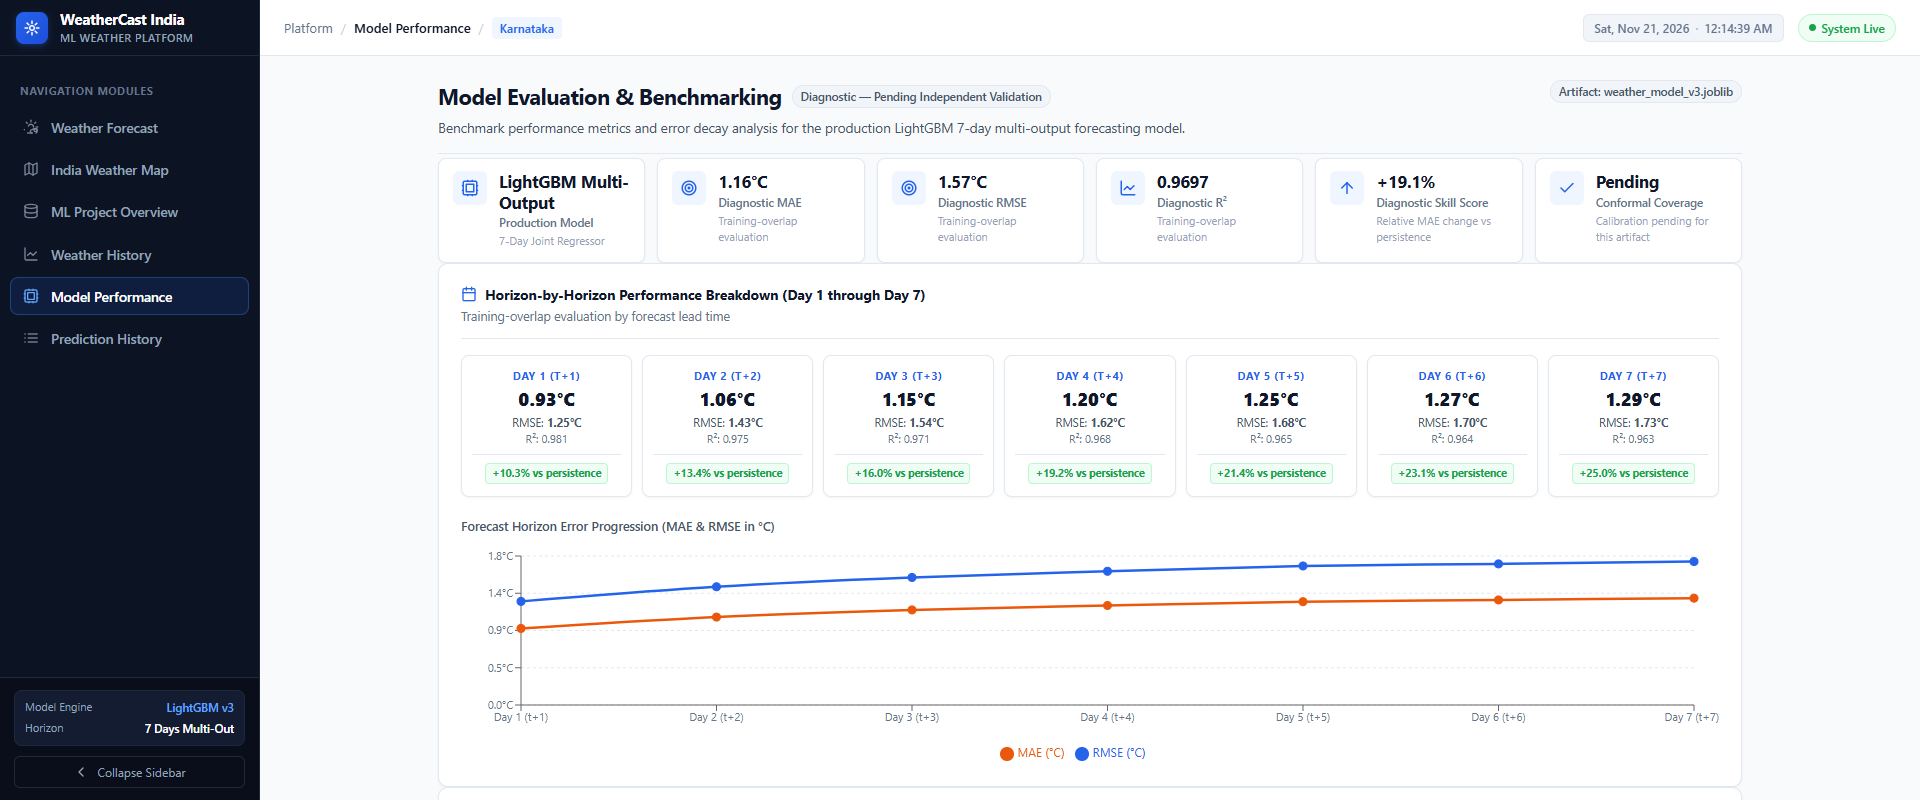 WeatherCast India
ML WEATHER PLATFORM
NAVIGATION MODULES
Weather Forecast
India Weather Map
ML Project Overview
Weather History
Model Performance
Prediction History
Model Engine LightGBM v3
Horizon 7 Days Multi-Out
Collapse Sidebar
Platform / Model Performance / Karnataka
Sat, Nov 21, 2026 · 12:14:39 AM
System Live
Model Evaluation & Benchmarking
Diagnostic — Pending Independent Validation
Artifact: weather_model_v3.joblib
Benchmark performance metrics and error decay analysis for the production LightGBM 7-day multi-output forecasting model.
LightGBM Multi-
Output
Production Model
7-Day Joint Regressor
1.16°C
Diagnostic MAE
Training-overlap
evaluation
1.57°C
Diagnostic RMSE
Training-overlap
evaluation
0.9697
Diagnostic R²
Training-overlap
evaluation
+19.1%
Diagnostic Skill Score
Relative MAE change vs
persistence
Pending
Conformal Coverage
Calibration pending for
this artifact
Horizon-by-Horizon Performance Breakdown (Day 1 through Day 7)
Training-overlap evaluation by forecast lead time
DAY 1 (T+1)
0.93°C
RMSE: 1.25°C
R²: 0.981
+10.3% vs persistence
DAY 2 (T+2)
1.06°C
RMSE: 1.43°C
R²: 0.975
+13.4% vs persistence
DAY 3 (T+3)
1.15°C
RMSE: 1.54°C
R²: 0.971
+16.0% vs persistence
DAY 4 (T+4)
1.20°C
RMSE: 1.62°C
R²: 0.968
+19.2% vs persistence
DAY 5 (T+5)
1.25°C
RMSE: 1.68°C
R²: 0.965
+21.4% vs persistence
DAY 6 (T+6)
1.27°C
RMSE: 1.70°C
R²: 0.964
+23.1% vs persistence
DAY 7 (T+7)
1.29°C
RMSE: 1.73°C
R²: 0.963
+25.0% vs persistence
Forecast Horizon Error Progression (MAE & RMSE in °C)
1.8°C
1.4°C
0.9°C
0.5°C
0.0°C
Day 1 (t+1) Day 2 (t+2) Day 3 (t+3) Day 4 (t+4) Day 5 (t+5) Day 6 (t+6) Day 7 (t+7)
MAE (°C) RMSE (°C)